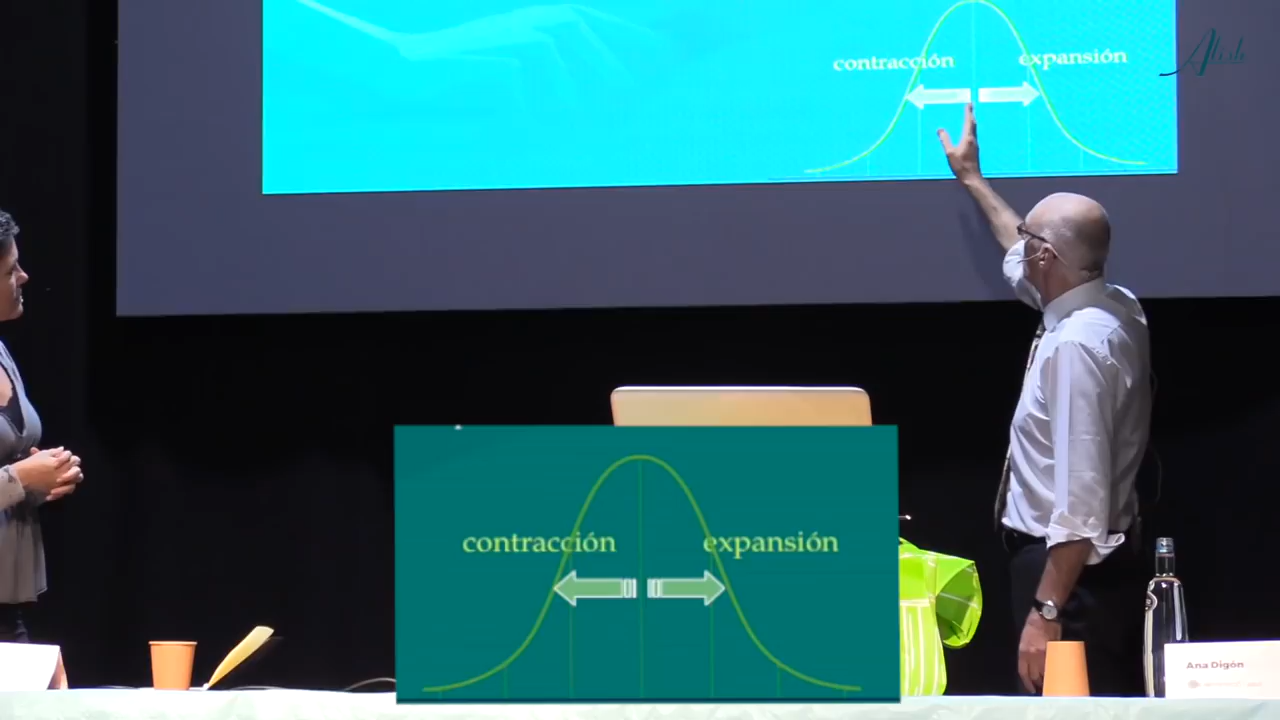 contracción
expansión
contracción
expansión
Ana Digón